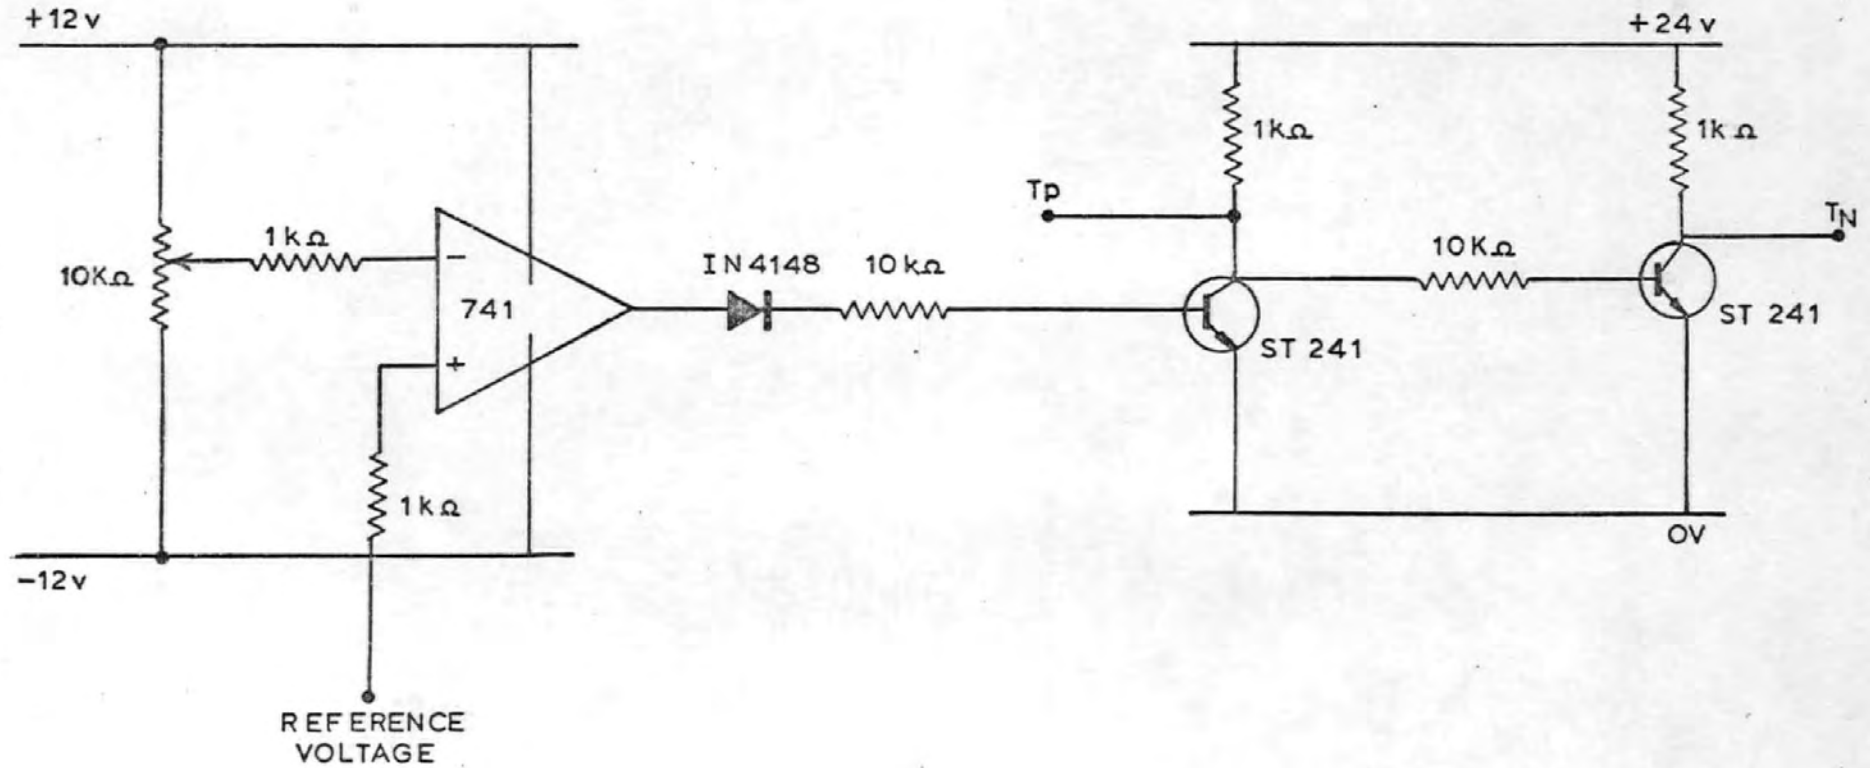 +12v
+24v
1kΩ
1kΩ
Tp
TN
1kΩ
10KΩ
-
741
+
IN4148
10kΩ
10KΩ
ST 241
ST 241
1kΩ
-12v
0V
REFERENCE
VOLTAGE